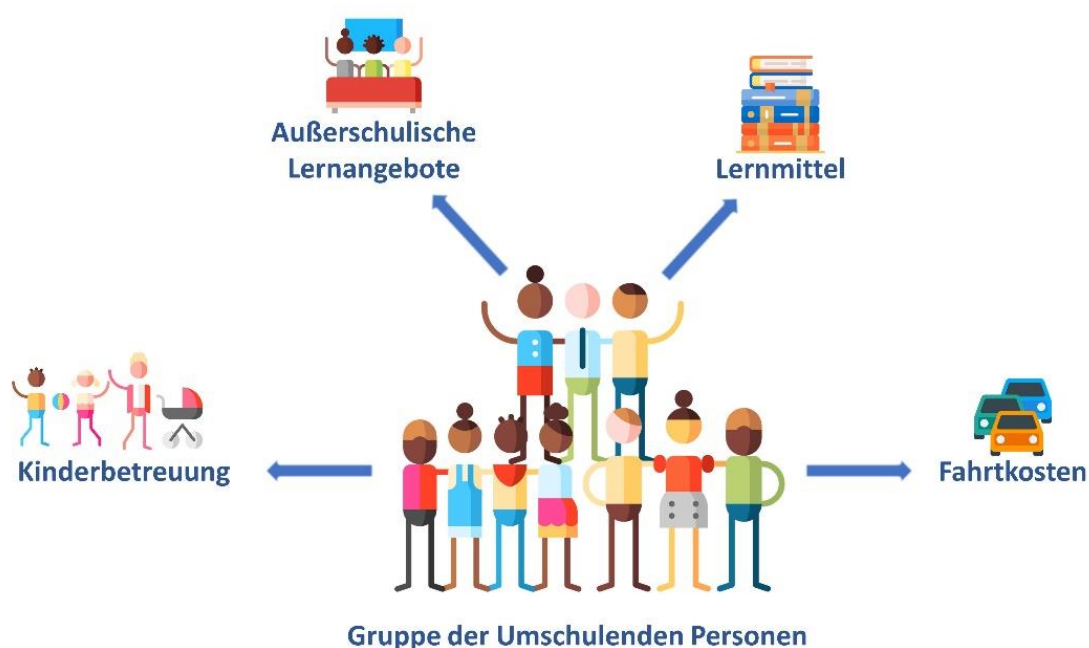 Außerschulische
Lernangebote
Lernmittel
Kinderbetreuung
Fahrtkosten
Gruppe der Umschulenden Personen